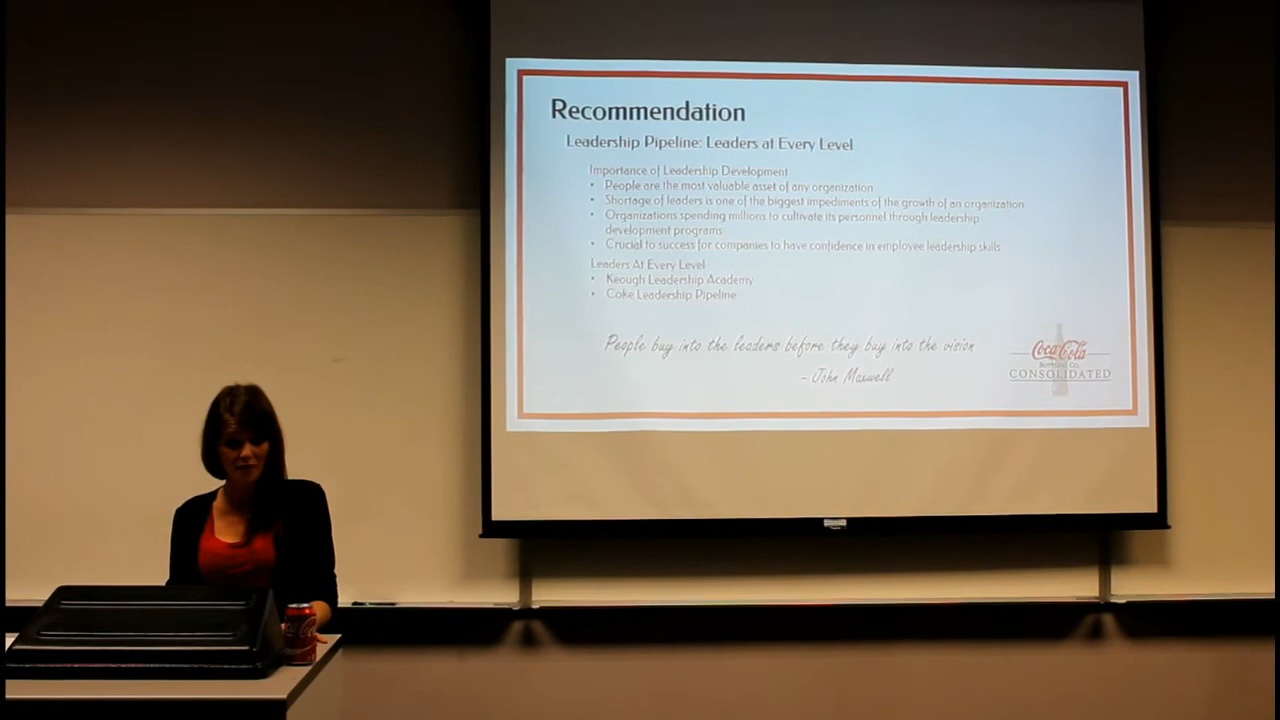 Recommendation
Leadership Pipeline: Leaders at Every Level
Importance of Leadership Development
• People are the most valuable asset of any organization
• Shortage of leaders is one of the biggest impediments of the growth of an organization
• Organizations spending millions to cultivate its personnel through leadership
development programs
• Crucial to success for companies to have confidence in employee leadership skills
Leaders At Every Level
• Keough Leadership Academy
• Coke Leadership Pipeline
People buy into the leaders before they buy into the vision
- John Maxwell
Coca-Cola
BOTTLING CO.
CONSOLIDATED